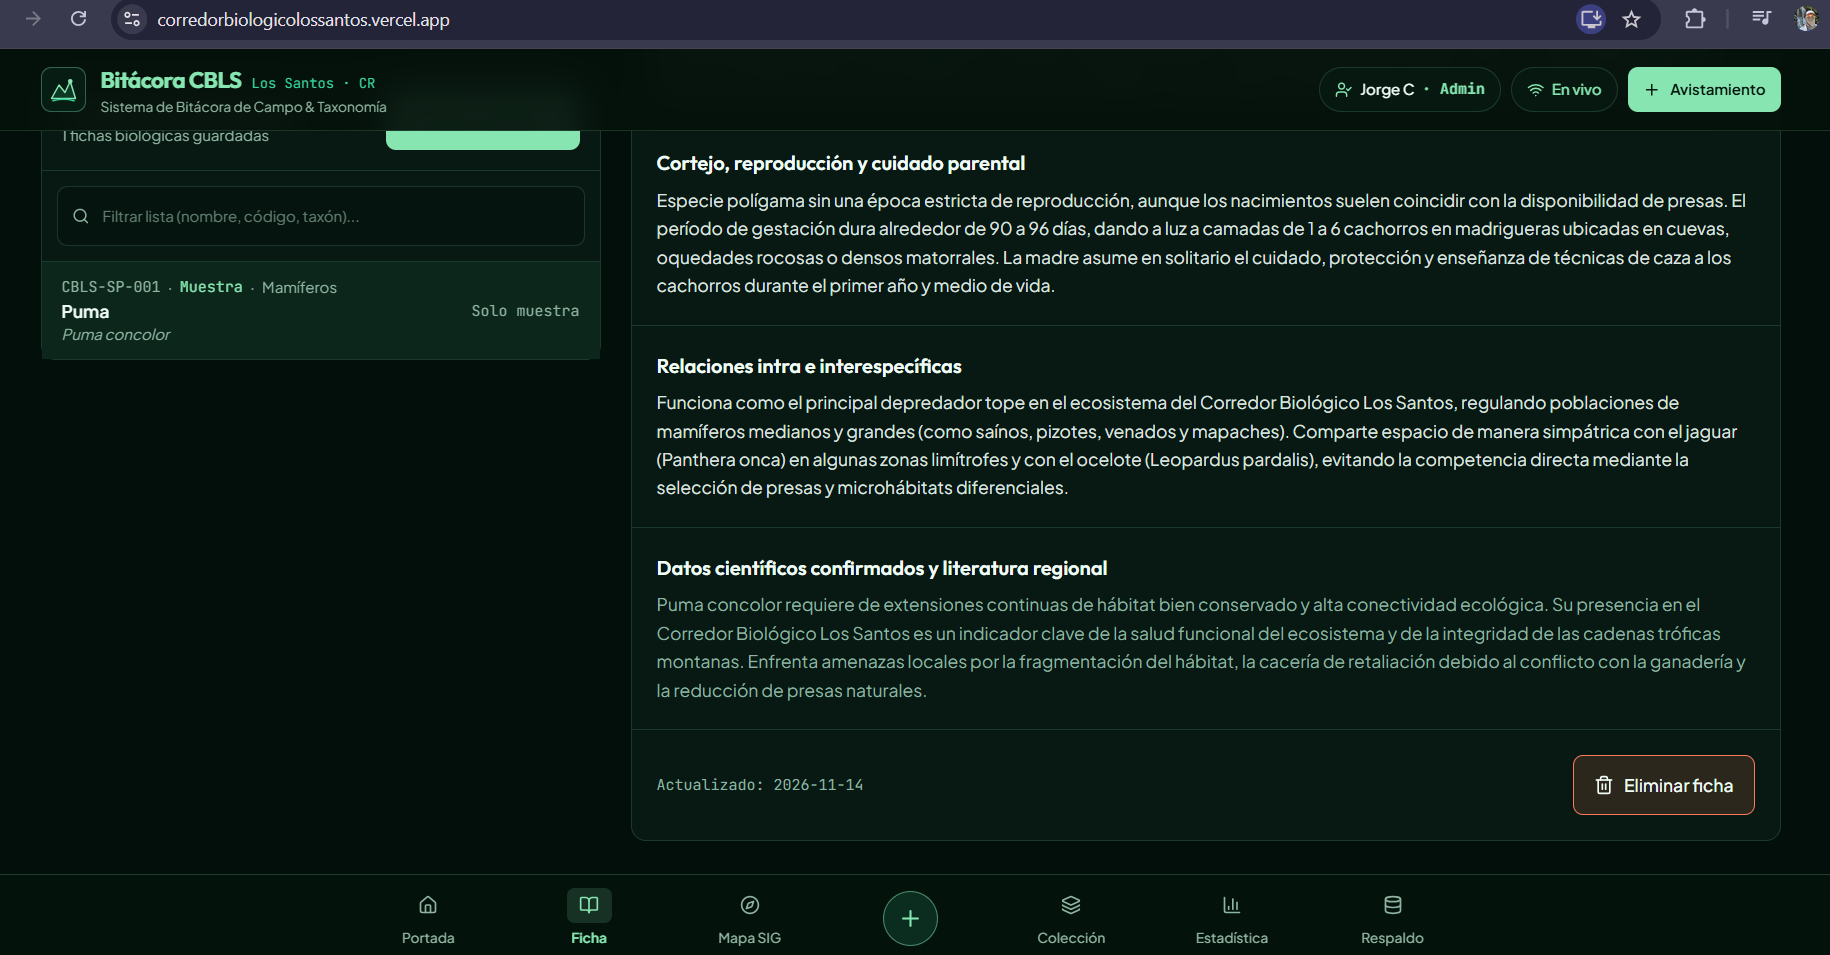 corredorbiologicolossantos.vercel.app
Bitácora CBLS Los Santos · CR
Sistema de Bitácora de Campo & Taxonomía
Jorge C · Admin
En vivo
+ Avistamiento
1 fichas biológicas guardadas
Filtrar lista (nombre, código, taxón)...
CBLS-SP-001 · Muestra · Mamíferos
Puma
Solo muestra
Puma concolor
Cortejo, reproducción y cuidado parental
Especie polígama sin una época estricta de reproducción, aunque los nacimientos suelen coincidir con la disponibilidad de presas. El
período de gestación dura alrededor de 90 a 96 días, dando a luz a camadas de 1 a 6 cachorros en madrigueras ubicadas en cuevas,
oquedades rocosas o densos matorrales. La madre asume en solitario el cuidado, protección y enseñanza de técnicas de caza a los
cachorros durante el primer año y medio de vida.
Relaciones intra e interespecíficas
Funciona como el principal depredador tope en el ecosistema del Corredor Biológico Los Santos, regulando poblaciones de
mamíferos medianos y grandes (como saínos, pizotes, venados y mapaches). Comparte espacio de manera simpátrica con el jaguar
(Panthera onca) en algunas zonas limítrofes y con el ocelote (Leopardus pardalis), evitando la competencia directa mediante la
selección de presas y microhábitats diferenciales.
Datos científicos confirmados y literatura regional
Puma concolor requiere de extensiones continuas de hábitat bien conservado y alta conectividad ecológica. Su presencia en el
Corredor Biológico Los Santos es un indicador clave de la salud funcional del ecosistema y de la integridad de las cadenas tróficas
montanas. Enfrenta amenazas locales por la fragmentación del hábitat, la cacería de retaliación debido al conflicto con la ganadería y
la reducción de presas naturales.
Actualizado: 2026-11-14
Eliminar ficha
Portada
Ficha
Mapa SIG
Colección
Estadística
Respaldo